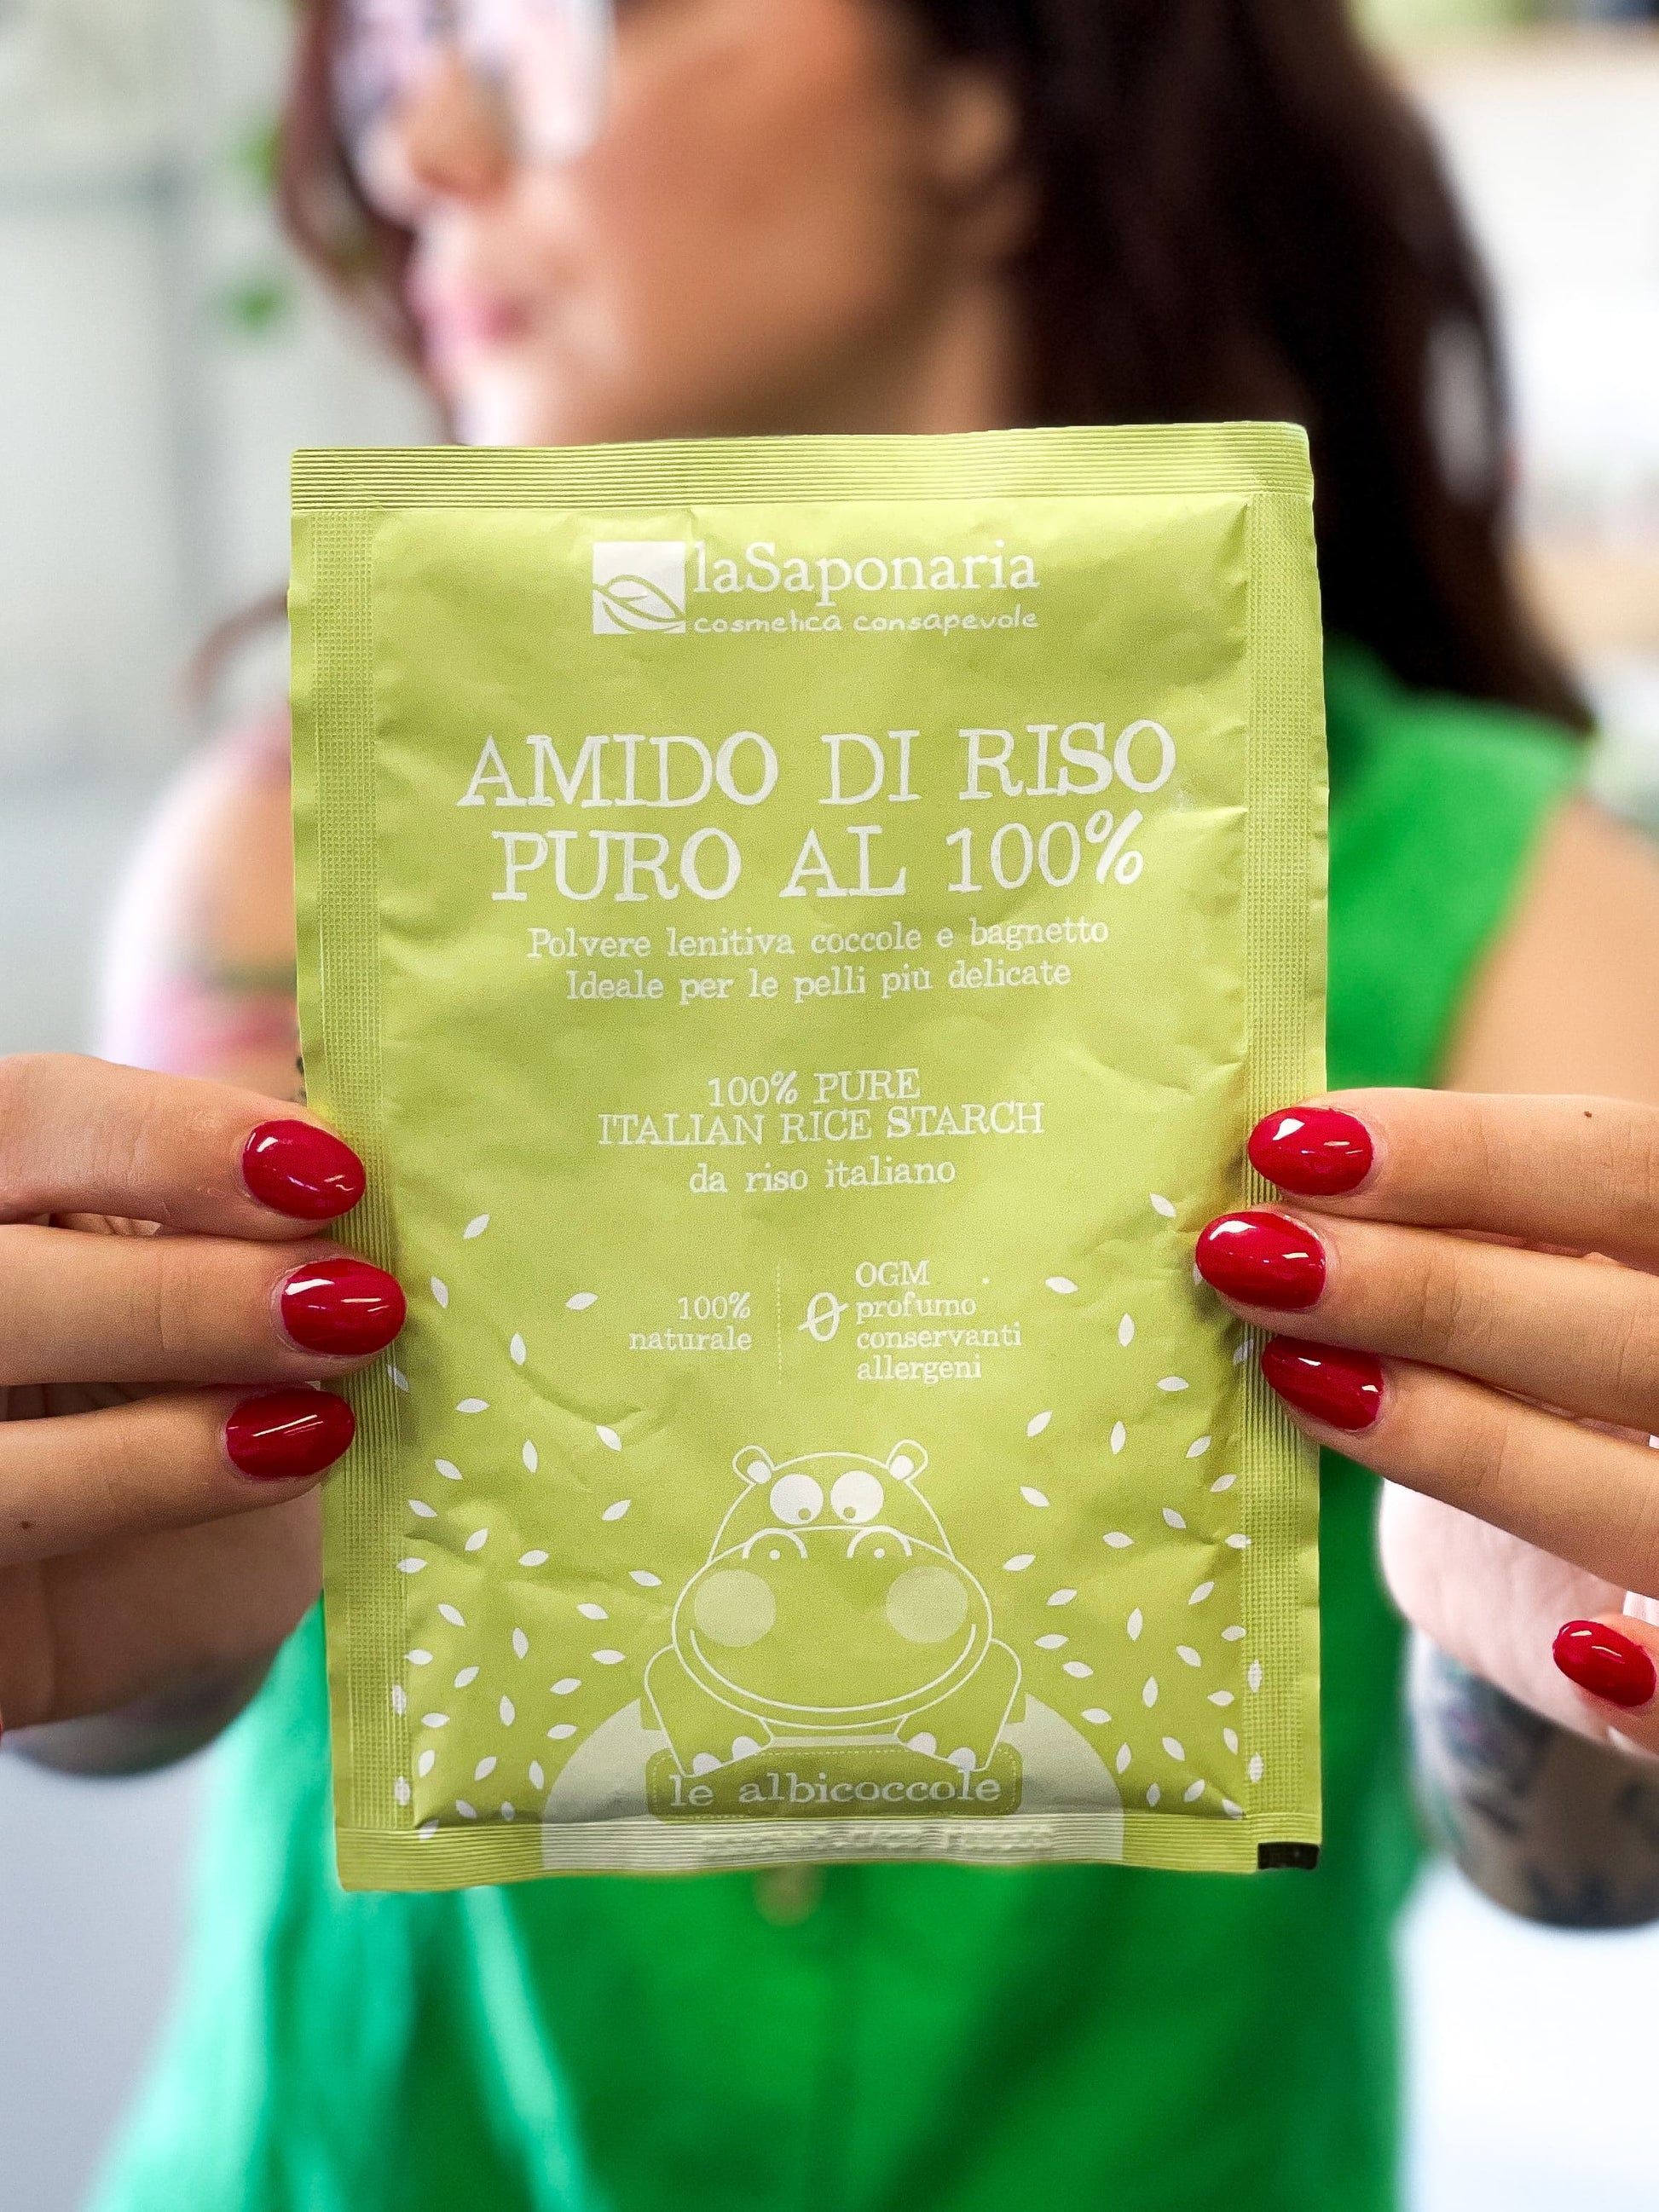 laSaponaria
cosmetica consapevole
AMIDO DI RISO
PURO AL 100%
Polvere lenitiva coccole e bagnetto
Ideale per le pelli più delicate
100% PURE
ITALIAN RICE STARCH
da riso italiano
100%
naturale
0
OGM
profumo
conservanti
allergeni
le albicoccole